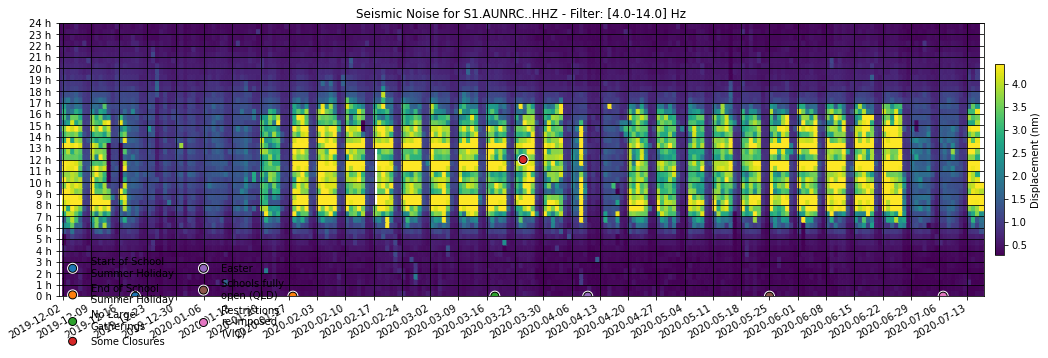 Seismic Noise for S1.AUNRC..HHZ - Filter: [4.0-14.0] Hz
24 h
23 h
22 h
21 h
20 h
19 h
18 h
17 h
16 h
15 h
14 h
13 h
12 h
11 h
10 h
9 h
8 h
7 h
6 h
5 h
4 h
3 h
2 h
1 h
0 h
4.0
3.5
3.0
2.5
2.0
1.5
1.0
0.5
Displacement (nm)
Start of School
Summer Holiday
End of School
Summer Holiday
No Large
Gatherings
Some Closures
Easter
Schools fully
open (QLD)
Restrictions
re-imposed
(VIC)
2019-12-02
2019-12-09
2019-12-30
2020-01-06
2020-02-03
2020-02-10
2020-02-17
2020-02-24
2020-03-02
2020-03-09
2020-03-16
2020-03-23
2020-03-30
2020-04-06
2020-04-13
2020-04-20
2020-04-27
2020-05-04
2020-05-11
2020-05-18
2020-05-25
2020-06-01
2020-06-08
2020-06-15
2020-06-22
2020-06-29
2020-07-06
2020-07-13